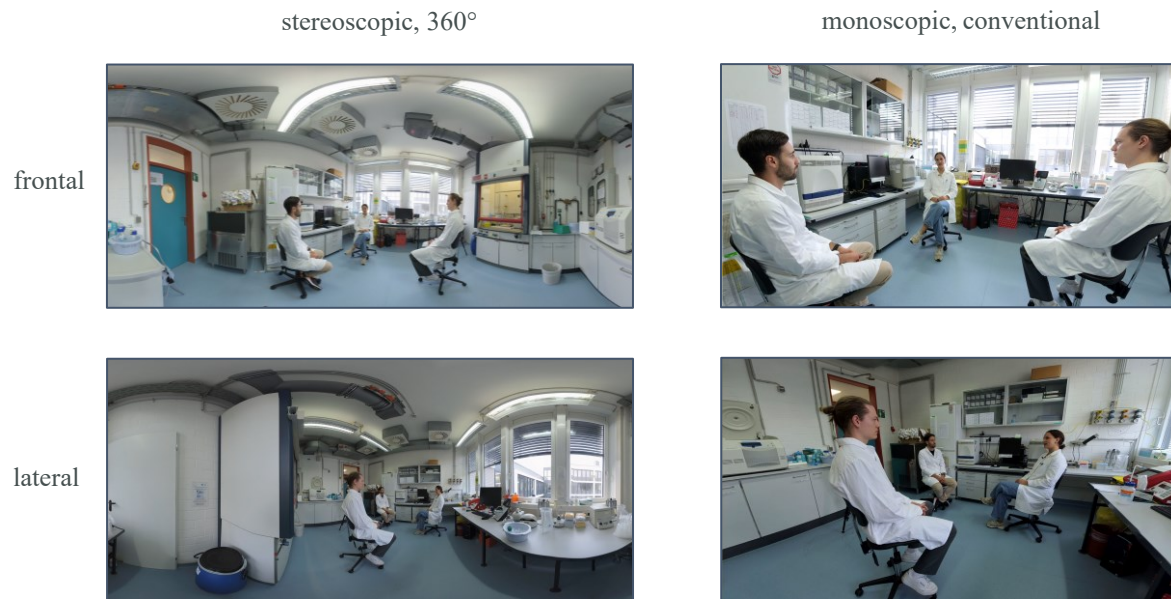 stereoscopic, 360°
monoscopic, conventional
frontal
lateral